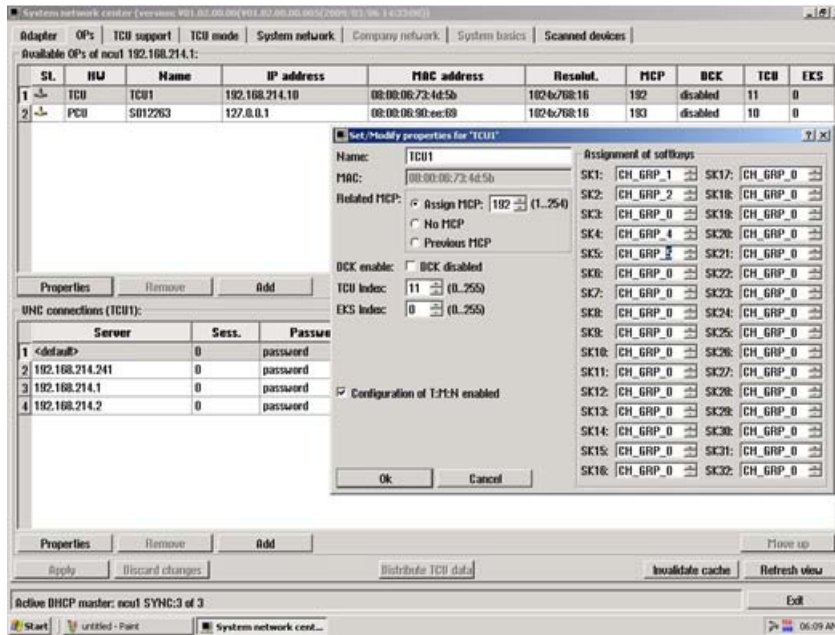 System network center (version: V01.02.00.00(V01.02.00.00.005(2009/03/06 14:33:00)))
Adapter OPs TCU support TCU mode System network Company network System basics Scanned devices
Available OPs of ncu1 192.168.214.1:
St. HW Name IP address MAC address Resolut. MCP DCK TCU EKS
1 TCU TCU1 192.168.214.10 08:00:06:73:4d:5b 1024x768:16 192 disabled 11 0
2 PCU S012263 127.0.0.1 08:00:06:90:ee:69 1024x768:16 193 disabled 10 0
Properties Remove Add
VNC connections (TCU1):
Server Sess. Passwo
1 <default> 0 password
2 192.168.214.241 0 password
3 192.168.214.1 0 password
4 192.168.214.2 0 password
Properties Remove Add Move up
Apply Discard changes Distribute TCU data Invalidate cache Refresh view
Active DHCP master: ncu1 SYNC:3 of 3 Exit
Set/Modify properties for "TCU1"
Name: TCU1
MAC: 08:00:06:73:4d:5b
Related MCP: Assign MCP: 192 (1..254)
No MCP
Previous MCP
DCK enable: DCK disabled
TCU Index: 11 (0..255)
EKS Index: 0 (0..255)
Configuration of T:M:N enabled
Ok Cancel
Assignment of softkeys
SK1: CH_GRP_1 SK17: CH_GRP_0
SK2: CH_GRP_2 SK18: CH_GRP_0
SK3: CH_GRP_0 SK19: CH_GRP_0
SK4: CH_GRP_4 SK20: CH_GRP_0
SK5: CH_GRP_5 SK21: CH_GRP_0
SK6: CH_GRP_0 SK22: CH_GRP_0
SK7: CH_GRP_0 SK23: CH_GRP_0
SK8: CH_GRP_0 SK24: CH_GRP_0
SK9: CH_GRP_0 SK25: CH_GRP_0
SK10: CH_GRP_0 SK26: CH_GRP_0
SK11: CH_GRP_0 SK27: CH_GRP_0
SK12: CH_GRP_0 SK28: CH_GRP_0
SK13: CH_GRP_0 SK29: CH_GRP_0
SK14: CH_GRP_0 SK30: CH_GRP_0
SK15: CH_GRP_0 SK31: CH_GRP_0
SK16: CH_GRP_0 SK32: CH_GRP_0
Start untitled - Paint System network cent... 06:09 AM